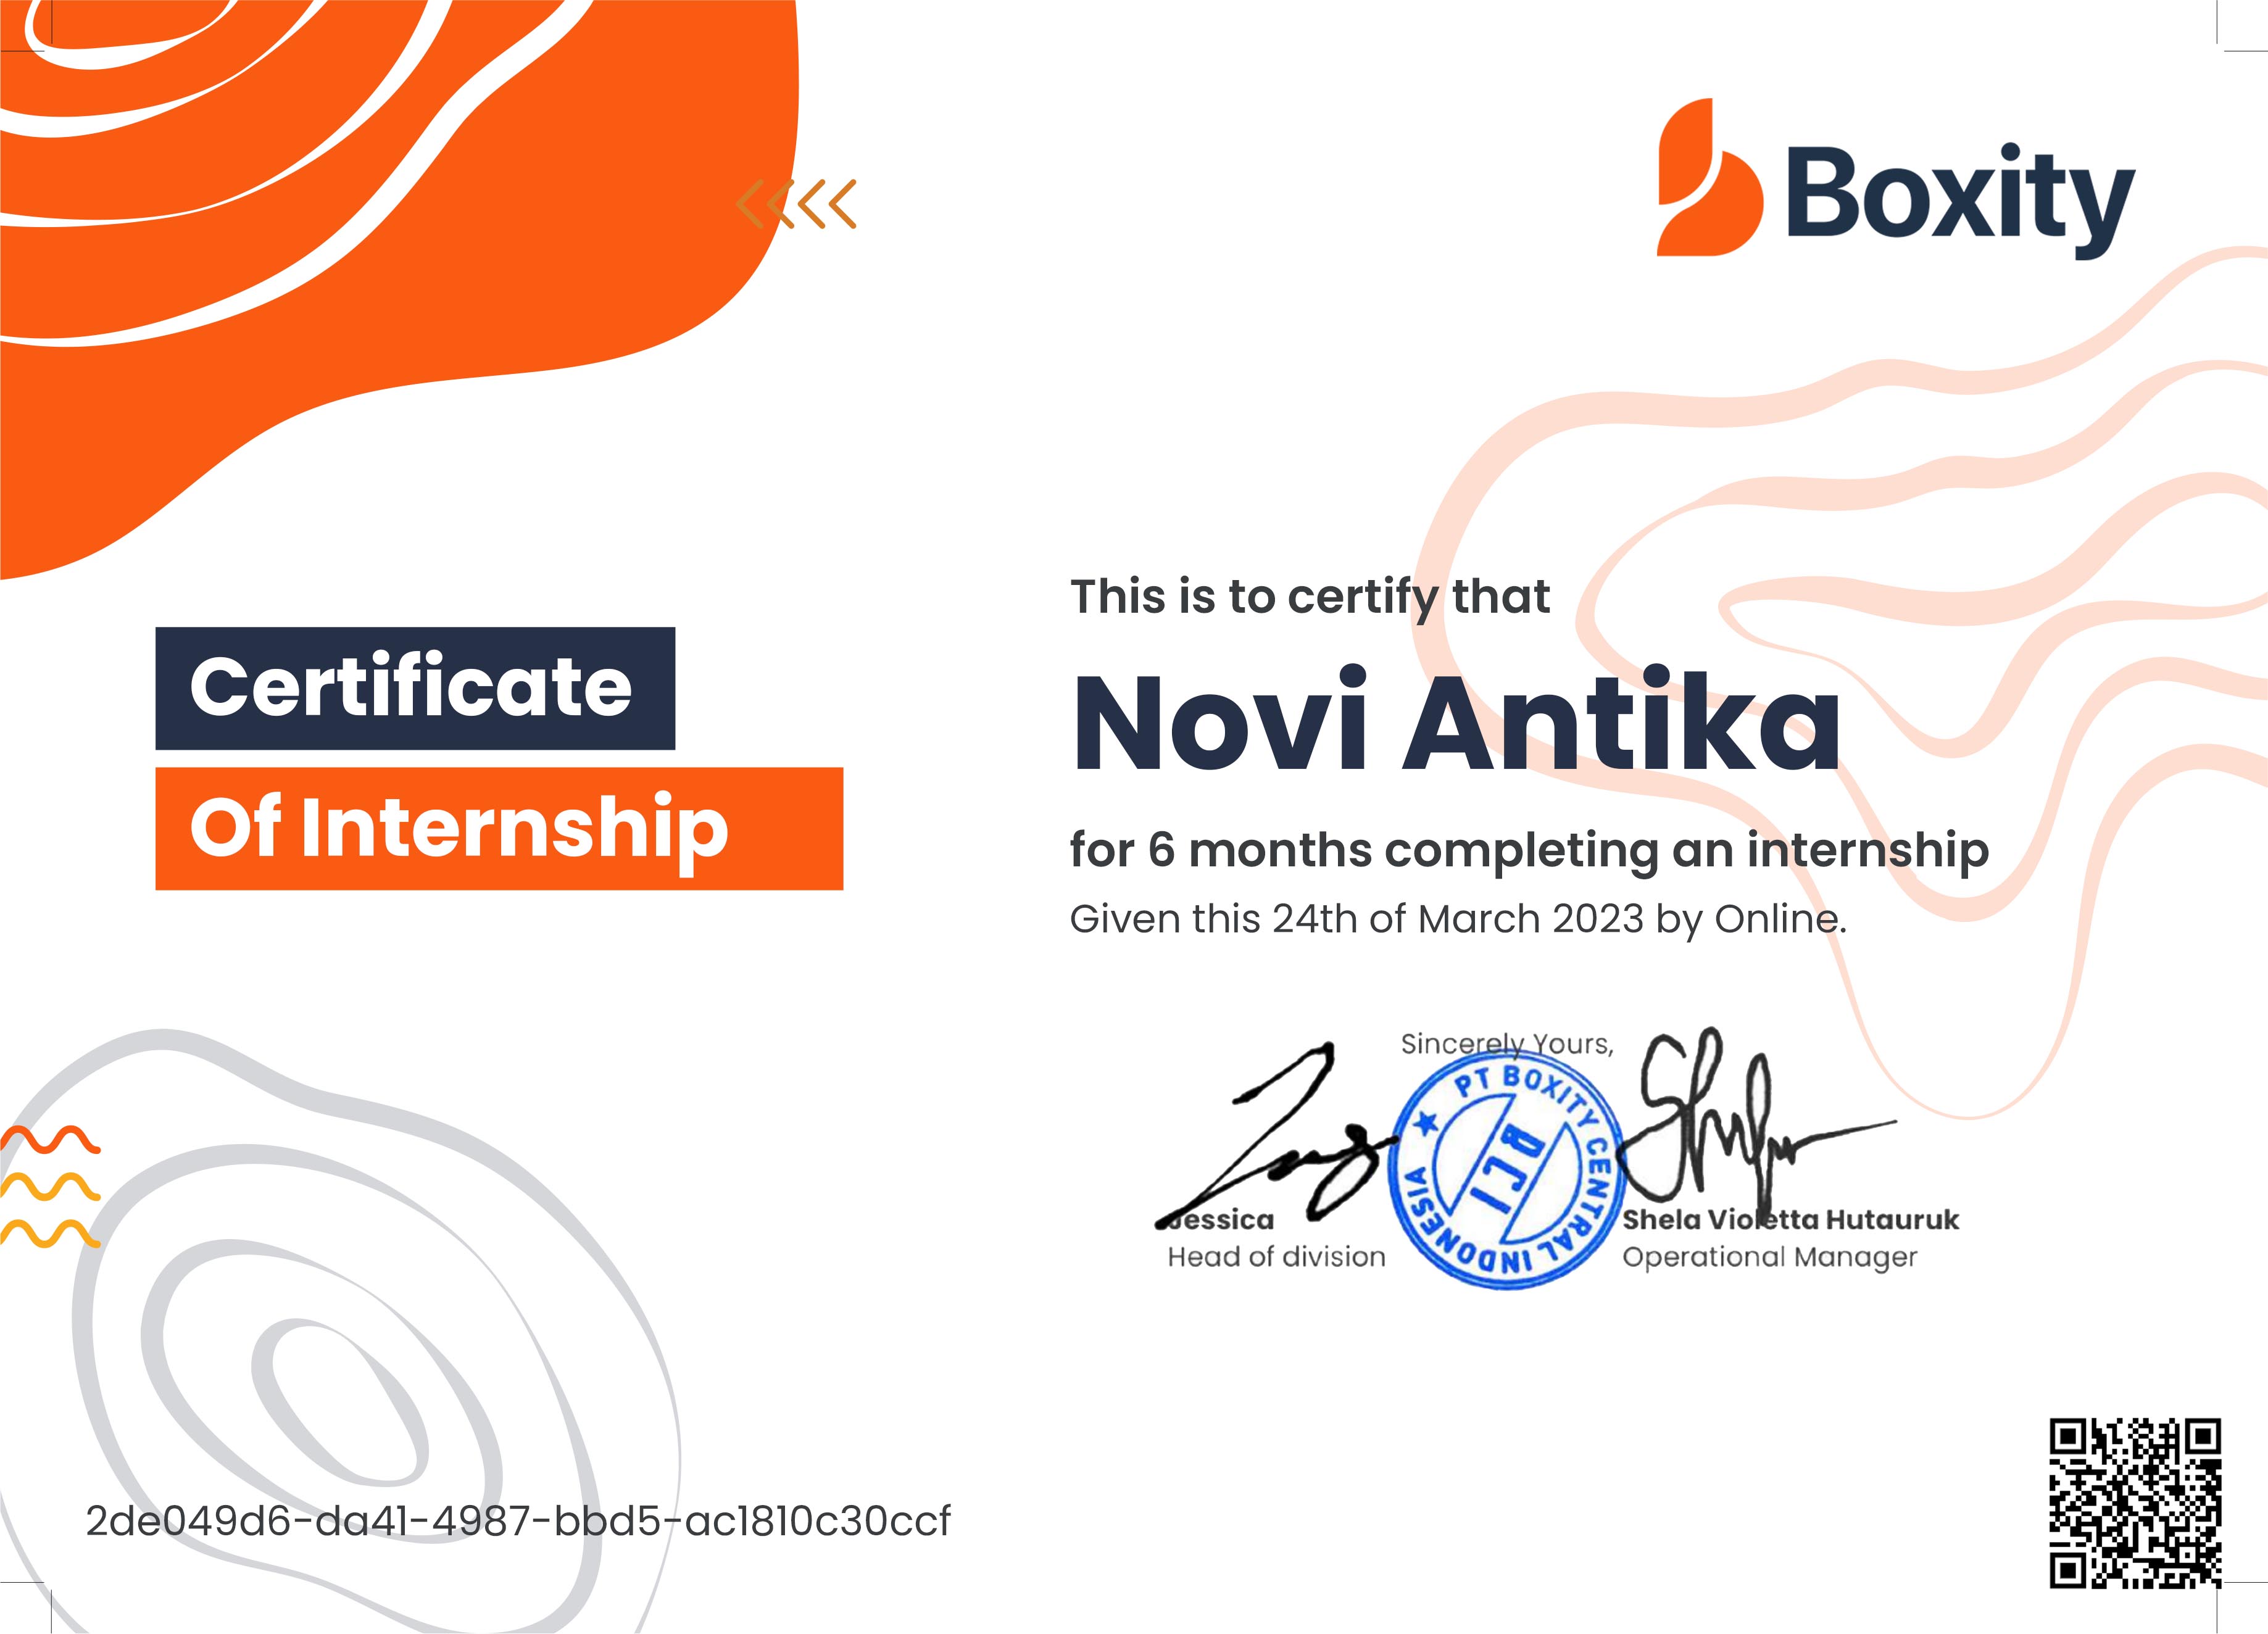 Boxity
Certificate
Of Internship
This is to certify that
Novi Antika
for 6 months completing an internship
Given this 24th of March 2023 by Online.
Sincerely Yours,
PT BOXITY CENTRAL INDONESIA
BCI
Jessica
Head of division
Shela Violetta Hutauruk
Operational Manager
2de049d6-da41-4987-bbd5-ac1810c30ccf